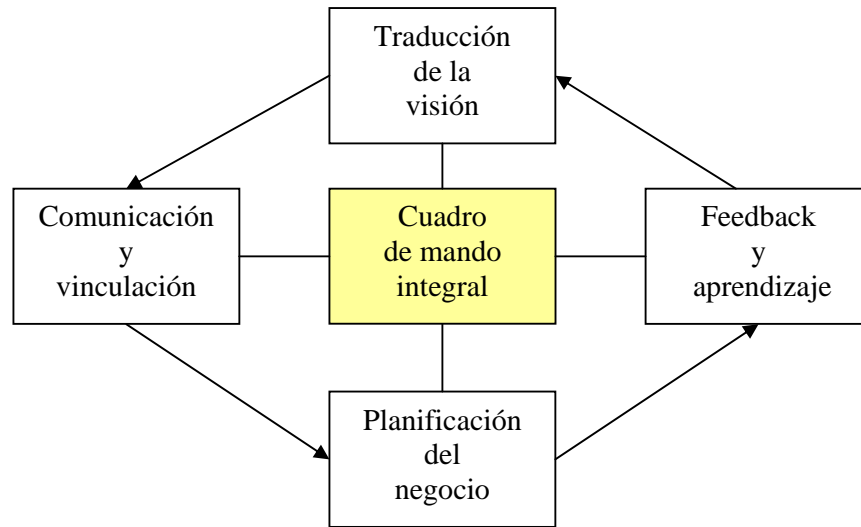 Traducción
de la
visión
Comunicación
y
vinculación
Cuadro
de mando
integral
Feedback
y
aprendizaje
Planificación
del
negocio